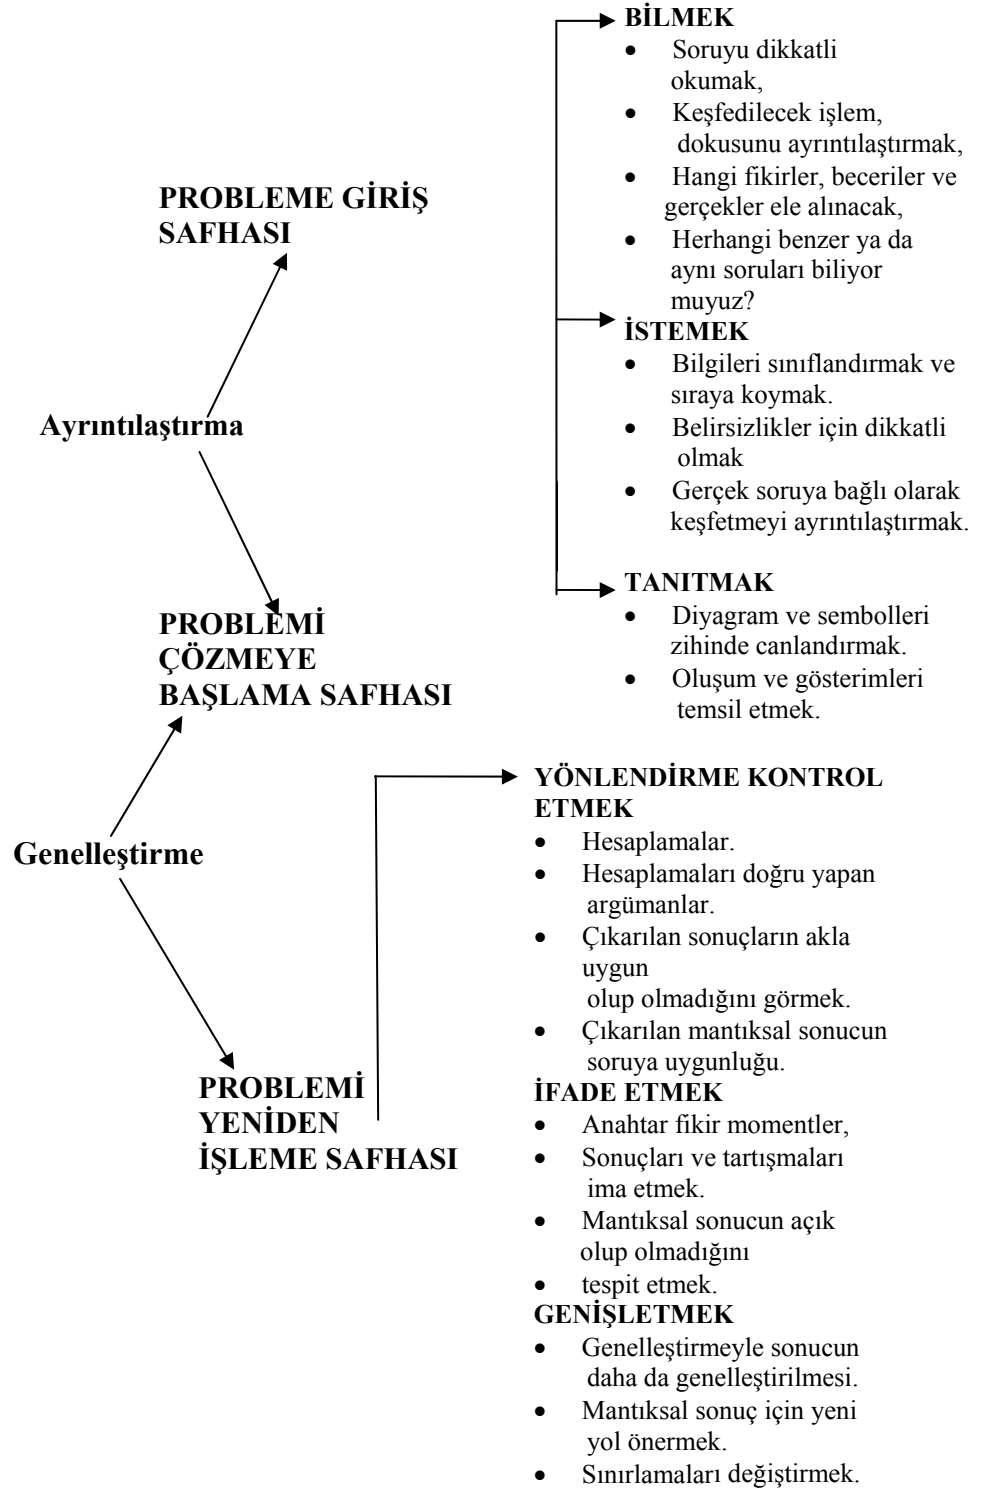 BİLMEK
• Soruyu dikkatli
okumak,
• Keşfedilecek işlem,
dokusunu ayrıntılaştırmak,
• Hangi fikirler, beceriler ve
gerçekler ele alınacak,
• Herhangi benzer ya da
aynı soruları biliyor
muyuz?
İSTEMEK
• Bilgileri sınıflandırmak ve
sıraya koymak.
• Belirsizlikler için dikkatli
olmak
• Gerçek soruya bağlı olarak
keşfetmeyi ayrıntılaştırmak.
TANITMAK
• Diyagram ve sembolleri
zihinde canlandırmak.
• Oluşum ve gösterimleri
temsil etmek.
PROBLEME GİRİŞ
SAFHASI
Ayrıntılaştırma
PROBLEMİ
ÇÖZMEYE
BAŞLAMA SAFHASI
Genelleştirme
PROBLEMİ
YENİDEN
İŞLEME SAFHASI
YÖNLENDİRME KONTROL
ETMEK
• Hesaplamalar.
• Hesaplamaları doğru yapan
argümanlar.
• Çıkarılan sonuçların akla
uygun
olup olmadığını görmek.
• Çıkarılan mantıksal sonucun
soruya uygunluğu.
İFADE ETMEK
• Anahtar fikir momentler,
• Sonuçları ve tartışmaları
ima etmek.
• Mantıksal sonucun açık
olup olmadığını
• tespit etmek.
GENİŞLETMEK
• Genelleştirmeyle sonucun
daha da genelleştirilmesi.
• Mantıksal sonuç için yeni
yol önermek.
• Sınırlamaları değiştirmek.